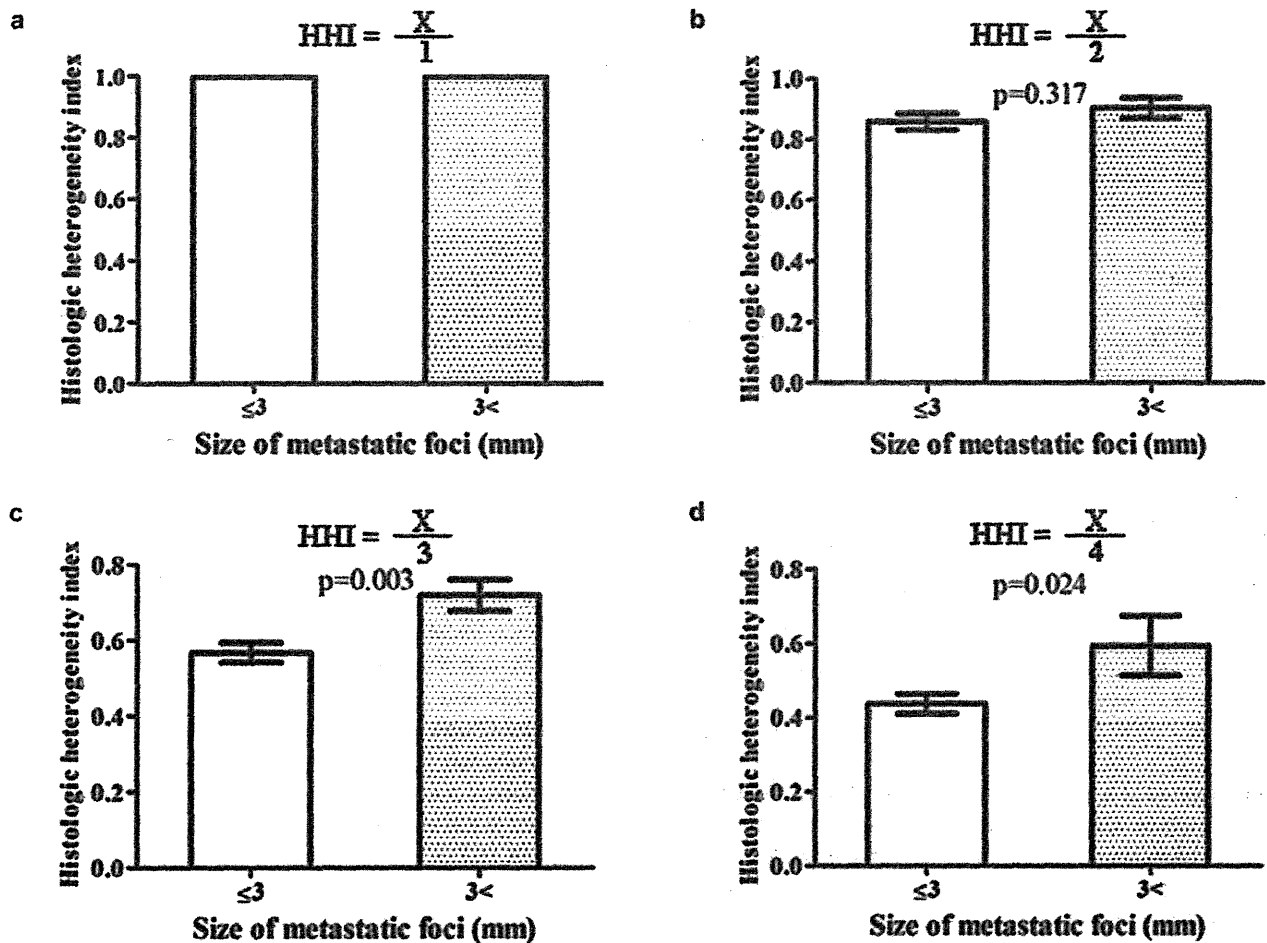 a
HHI = X/1
Histologic heterogeneity index
1.0
0.8
0.6
0.4
0.2
0.0
≤3
3<
Size of metastatic foci (mm)
b
HHI = X/2
p=0.317
Histologic heterogeneity index
1.0
0.8
0.6
0.4
0.2
0.0
≤3
3<
Size of metastatic foci (mm)
c
HHI = X/3
p=0.003
Histologic heterogeneity index
0.8
0.6
0.4
0.2
0.0
≤3
3<
Size of metastatic foci (mm)
d
HHI = X/4
p=0.024
Histologic heterogeneity index
0.8
0.6
0.4
0.2
0.0
≤3
3<
Size of metastatic foci (mm)